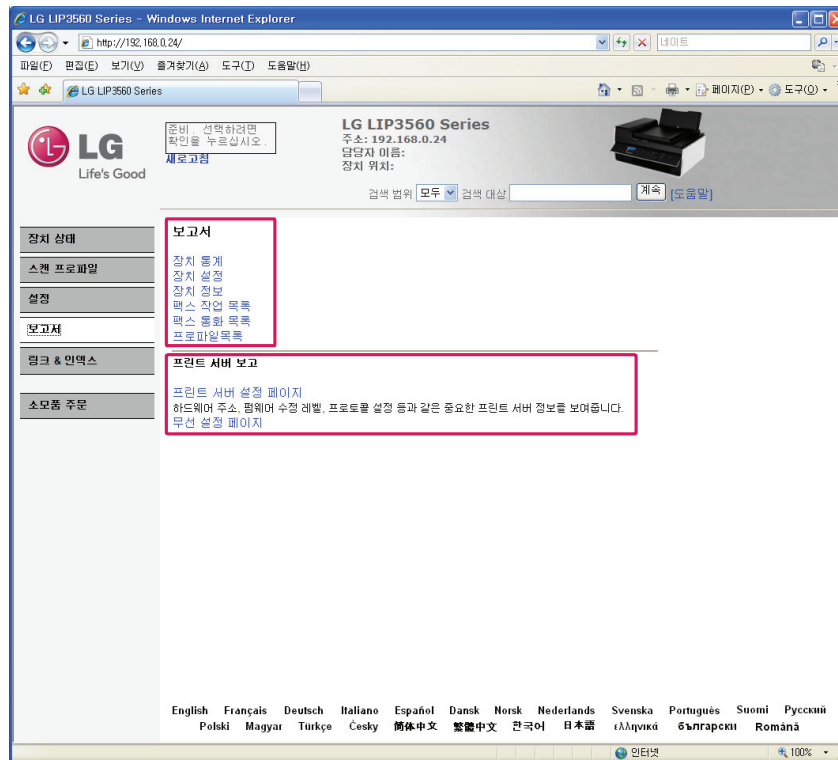 LG LIP3560 Series - Windows Internet Explorer
http://192.168.0.24/
네이트
파일(F) 편집(E) 보기(V) 즐겨찾기(A) 도구(T) 도움말(H)
LG LIP3560 Series
페이지(P) 도구(O)
LG
Life's Good
준비. 선택하려면
확인을 누르십시오.
새로고침
LG LIP3560 Series
주소: 192.168.0.24
담당자 이름:
장치 위치:
검색 범위 모두 검색 대상 계속 [도움말]
장치 상태
스캔 프로파일
설정
보고서
링크 & 인덱스
소모품 주문
보고서
장치 통계
장치 설정
장치 정보
팩스 작업 목록
팩스 통화 목록
프로파일목록
프린트 서버 보고
프린트 서버 설정 페이지
하드웨어 주소, 펌웨어 수정 레벨, 프로토콜 설정 등과 같은 중요한 프린트 서버 정보를 보여줍니다.
무선 설정 페이지
English Français Deutsch Italiano Español Dansk Norsk Nederlands Svenska Português Suomi Русский
Polski Magyar Türkçe Česky 简体中文 繁體中文 한국어 日本語 ελληνικά български Română
인터넷 100%